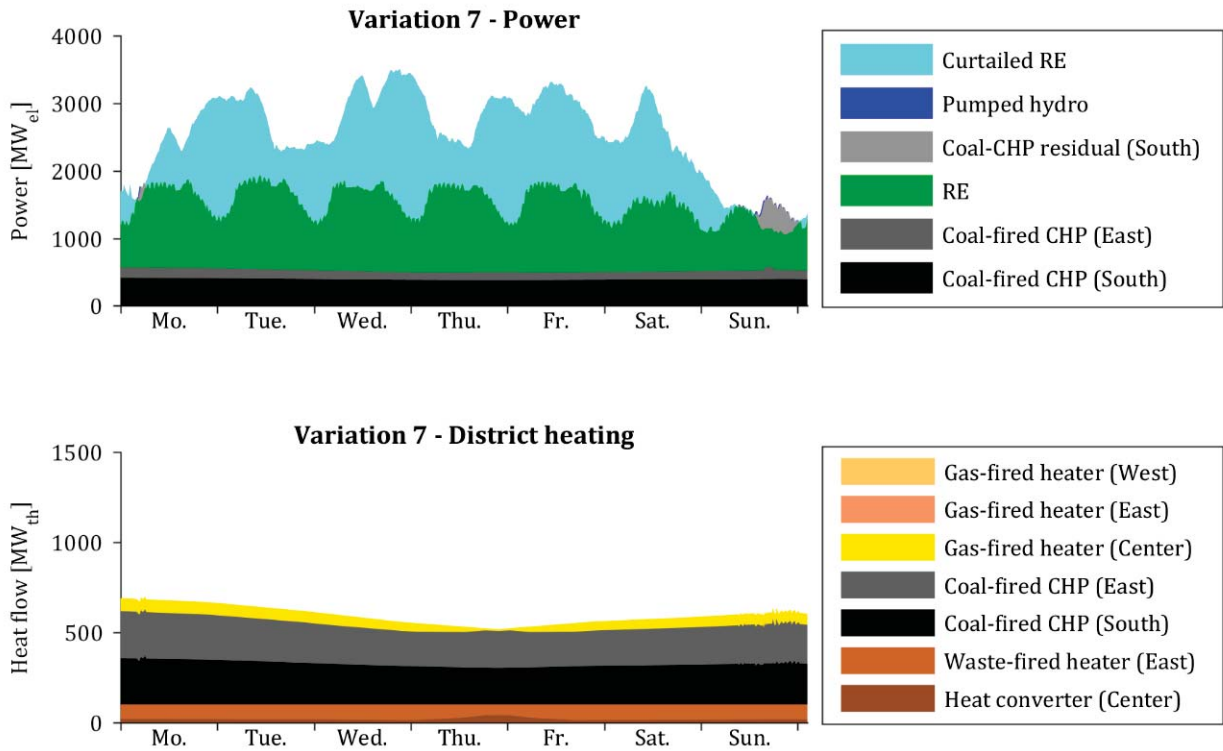 Variation 7 - Power
Power [MW_el]
4000
3000
2000
1000
0
Mo. Tue. Wed. Thu. Fr. Sat. Sun.
Curtailed RE
Pumped hydro
Coal-CHP residual (South)
RE
Coal-fired CHP (East)
Coal-fired CHP (South)
Variation 7 - District heating
Heat flow [MW_th]
1500
1000
500
0
Mo. Tue. Wed. Thu. Fr. Sat. Sun.
Gas-fired heater (West)
Gas-fired heater (East)
Gas-fired heater (Center)
Coal-fired CHP (East)
Coal-fired CHP (South)
Waste-fired heater (East)
Heat converter (Center)